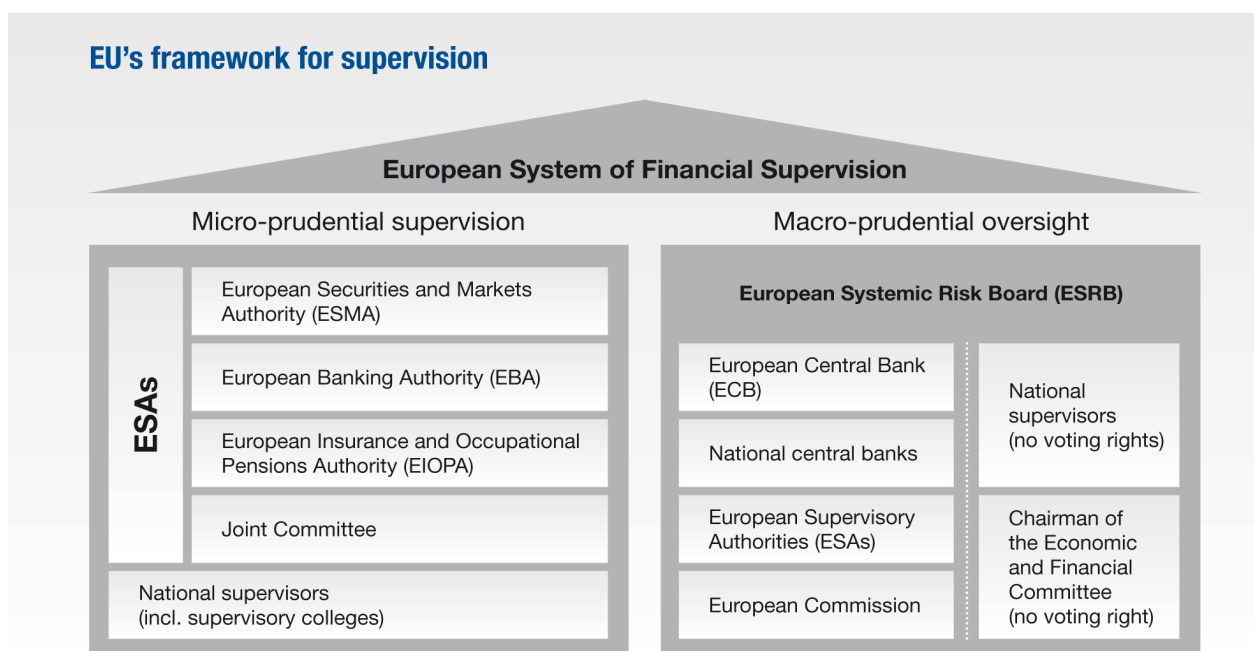 EU’s framework for supervision
European System of Financial Supervision
Micro-prudential supervision
ESAs
European Securities and Markets
Authority (ESMA)
European Banking Authority (EBA)
European Insurance and Occupational
Pensions Authority (EIOPA)
Joint Committee
National supervisors
(incl. supervisory colleges)
Macro-prudential oversight
European Systemic Risk Board (ESRB)
European Central Bank
(ECB)
National central banks
European Supervisory
Authorities (ESAs)
European Commission
National
supervisors
(no voting rights)
Chairman of
the Economic
and Financial
Committee
(no voting right)